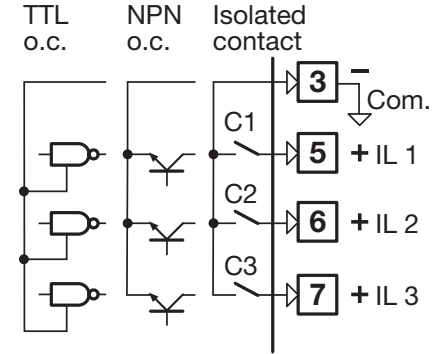 TTL NPN Isolated
o.c. o.c. contact
3 − Com.
C1 5 + IL 1
C2 6 + IL 2
C3 7 + IL 3